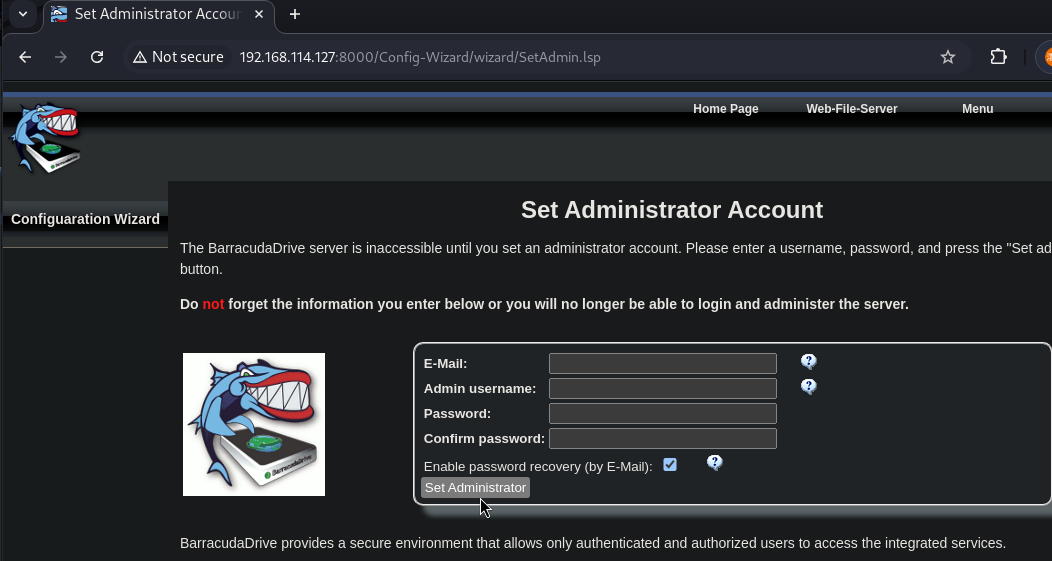 Set Administrator Accour
Not secure 192.168.114.127:8000/Config-Wizard/wizard/SetAdmin.lsp
Home Page Web-File-Server Menu
Configuaration Wizard
Set Administrator Account
The BarracudaDrive server is inaccessible until you set an administrator account. Please enter a username, password, and press the "Set ad
button.
Do not forget the information you enter below or you will no longer be able to login and administer the server.
E-Mail:
Admin username:
Password:
Confirm password:
Enable password recovery (by E-Mail):
Set Administrator
BarracudaDrive
BarracudaDrive provides a secure environment that allows only authenticated and authorized users to access the integrated services.